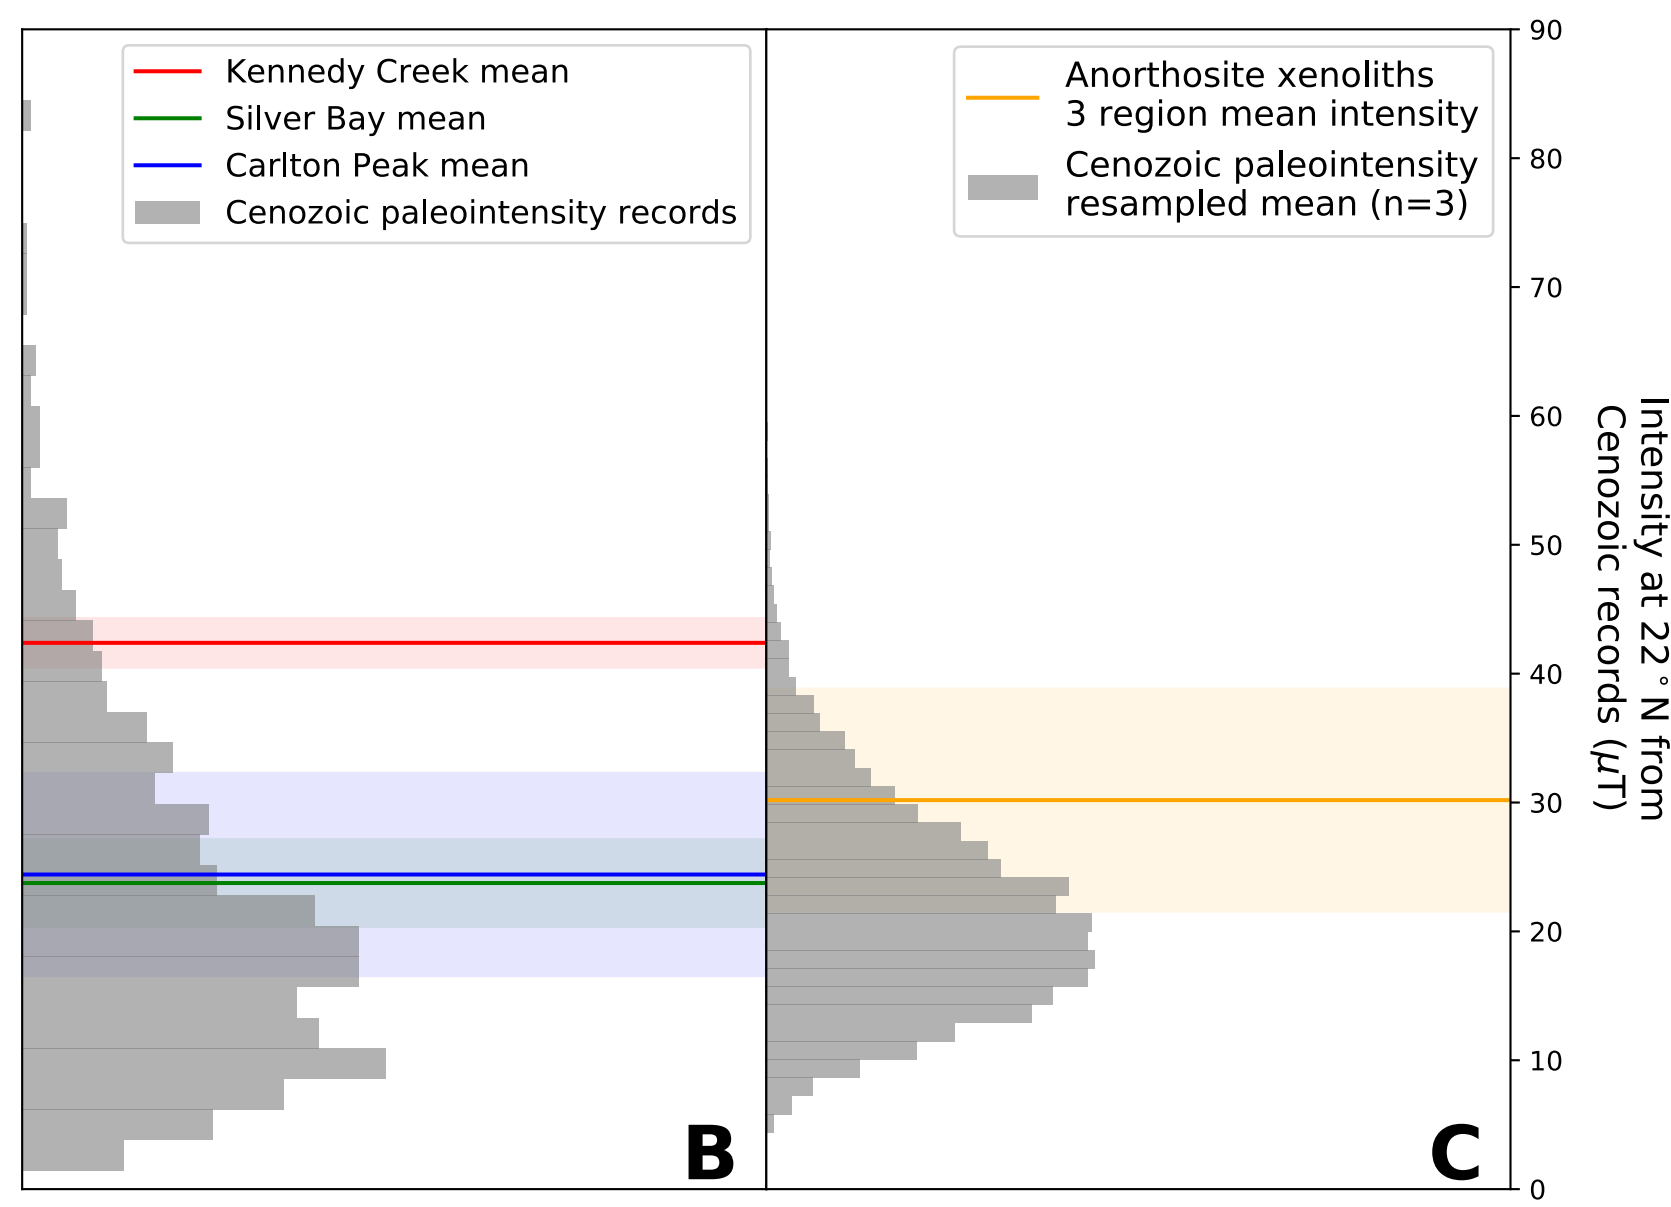 Kennedy Creek mean
Silver Bay mean
Carlton Peak mean
Cenozoic paleointensity records
B
Anorthosite xenoliths
3 region mean intensity
Cenozoic paleointensity
resampled mean (n=3)
C
90
80
70
60
50
40
30
20
10
0
Intensity at 22°N from
Cenozoic records (μT)